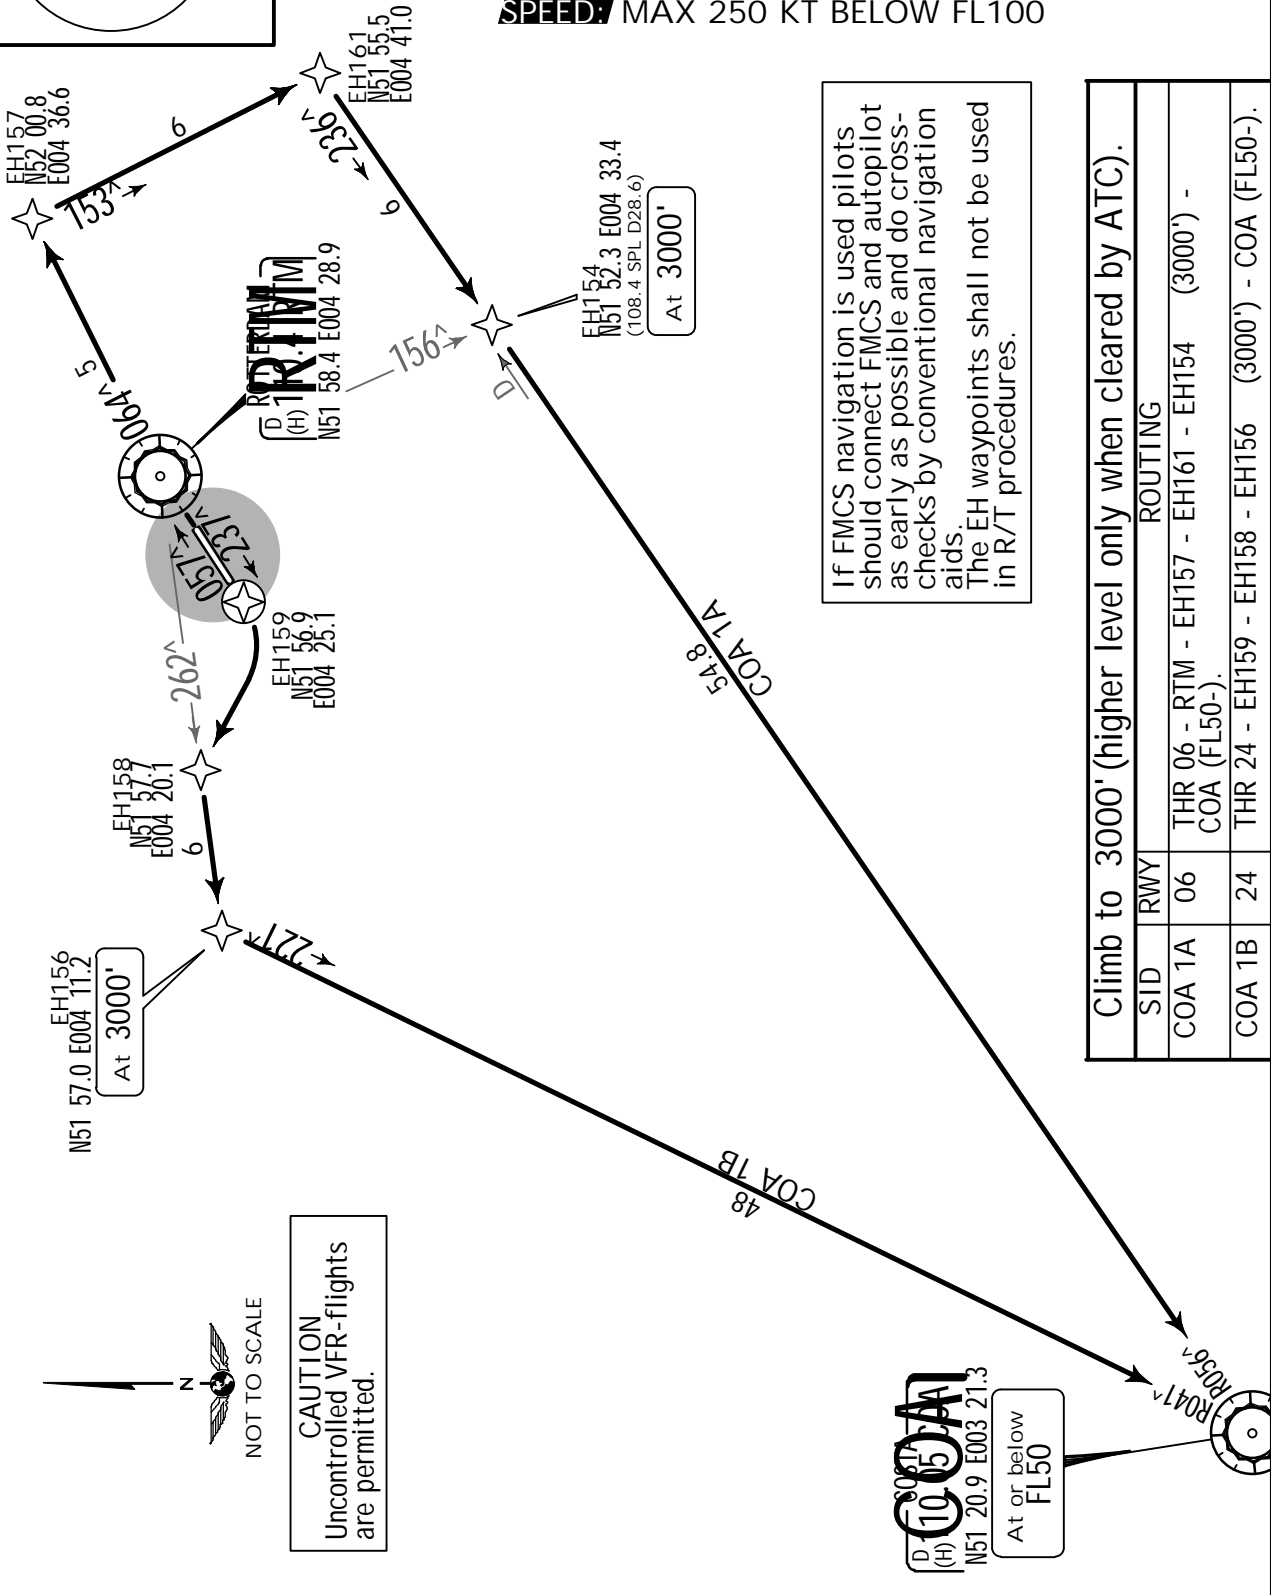 SPEED: MAX 250 KT BELOW FL100
EH157
N52 00.8
E004 36.6
EH161
N51 55.5
E004 41.0
153^
9
236^
9
5
0064^
ROTTERDAM
D
(H)
RTM
N51 58.4 E004 28.9
156^
D
EH154
N51 52.3 E004 33.4
(108.4 SPL D28.6)
At 3000'
057^
237^
262^
EH159
N51 56.9
E004 25.1
EH158
N51 57.7
E004 20.1
6
EH156
N51 57.0 E004 11.2
At 3000'
221^
54.8
COA 1A
48
COA 1B
R041^
R056^
N
NOT TO SCALE
CAUTION
Uncontrolled VFR-flights
are permitted.
D
(H)
COA
110.05
N51 20.9 E003 21.3
At or below
FL50
If FMCS navigation is used pilots
should connect FMCS and autopilot
as early as possible and do cross-
checks by conventional navigation
aids.
The EH waypoints shall not be used
in R/T procedures.
Climb to 3000' (higher level only when cleared by ATC).
SID RWY ROUTING
COA 1A 06 THR 06 - RTM - EH157 - EH161 - EH154 (3000') -
COA (FL50-).
COA 1B 24 THR 24 - EH159 - EH158 - EH156 (3000') - COA (FL50-).